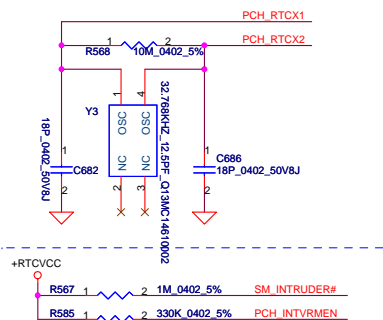 PCH_RTCX1
PCH_RTCX2
1 2
R568 10M_0402_5%
1 4
Y3
OSC OSC
NC NC
2 3
32.768KHZ_12.5PF_Q13MC14610002
18P_0402_50V8J
1
C682
2
1
C686
18P_0402_50V8J
2
+RTCVCC
R567 1 2 1M_0402_5% SM_INTRUDER#
R585 1 2 330K_0402_5% PCH_INTVRMEN